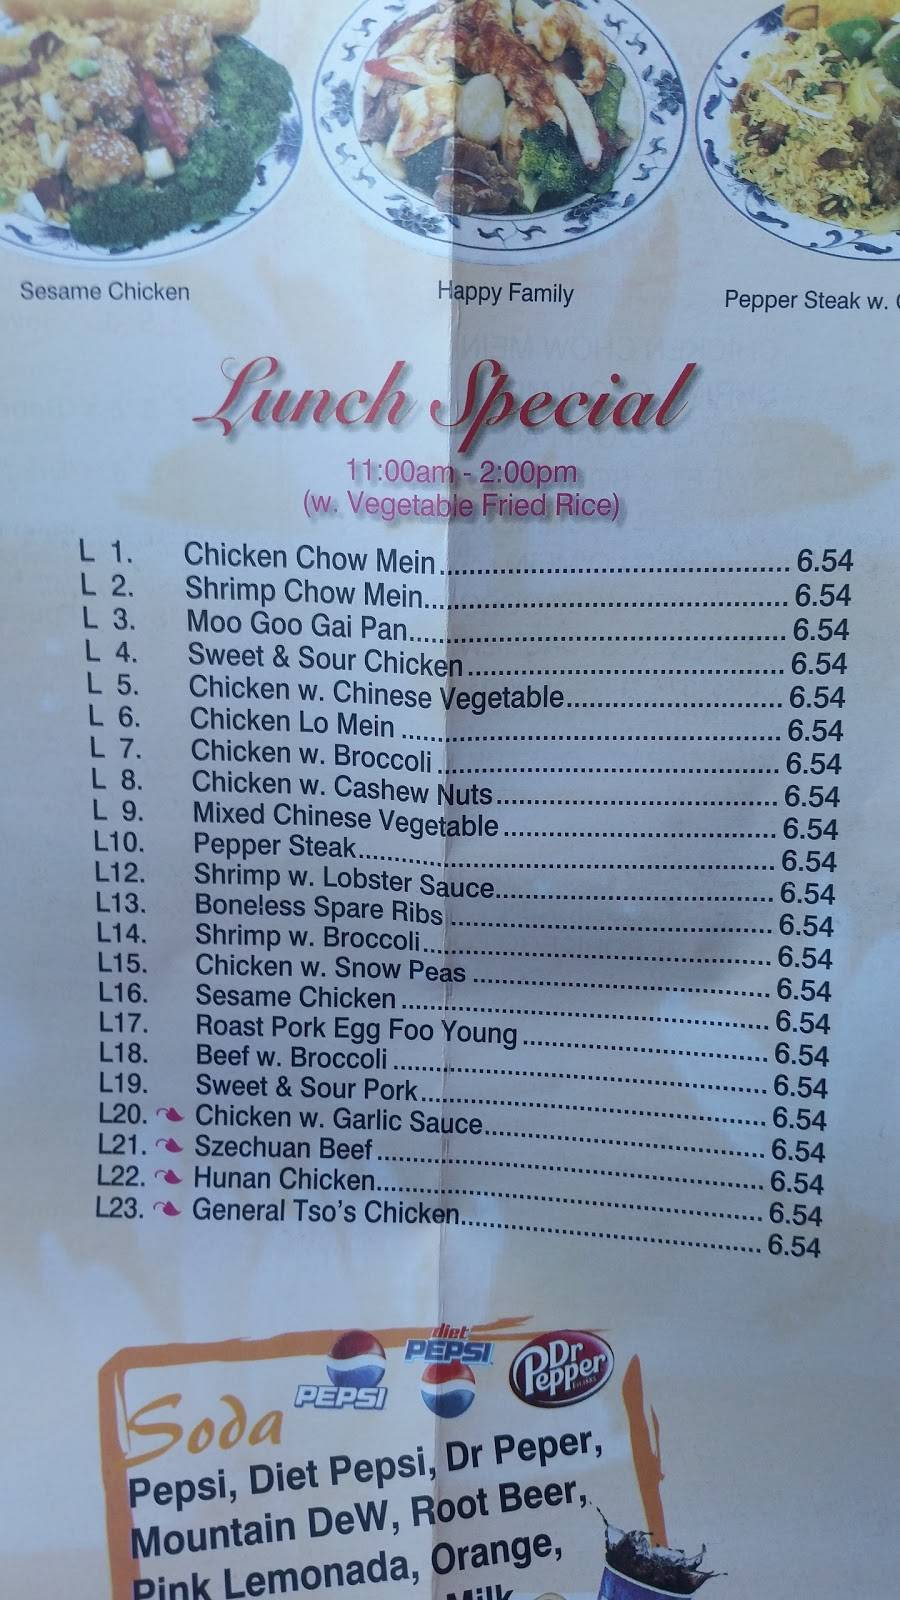 Sesame Chicken
Happy Family
Pepper Steak w.
Lunch Special
11:00am - 2:00pm
(w. Vegetable Fried Rice)
L 1. Chicken Chow Mein 6.54
L 2. Shrimp Chow Mein 6.54
L 3. Moo Goo Gai Pan 6.54
L 4. Sweet & Sour Chicken 6.54
L 5. Chicken w. Chinese Vegetable 6.54
L 6. Chicken Lo Mein 6.54
L 7. Chicken w. Broccoli 6.54
L 8. Chicken w. Cashew Nuts 6.54
L 9. Mixed Chinese Vegetable 6.54
L10. Pepper Steak 6.54
L12. Shrimp w. Lobster Sauce 6.54
L13. Boneless Spare Ribs 6.54
L14. Shrimp w. Broccoli 6.54
L15. Chicken w. Snow Peas 6.54
L16. Sesame Chicken 6.54
L17. Roast Pork Egg Foo Young 6.54
L18. Beef w. Broccoli 6.54
L19. Sweet & Sour Pork 6.54
L20. Chicken w. Garlic Sauce 6.54
L21. Szechuan Beef 6.54
L22. Hunan Chicken 6.54
L23. General Tso's Chicken 6.54
PEPSI
diet
PEPSI
Dr
Pepper
Soda
Pepsi, Diet Pepsi, Dr Peper,
Mountain DeW, Root Beer,
Pink Lemonada, Orange,
Milk